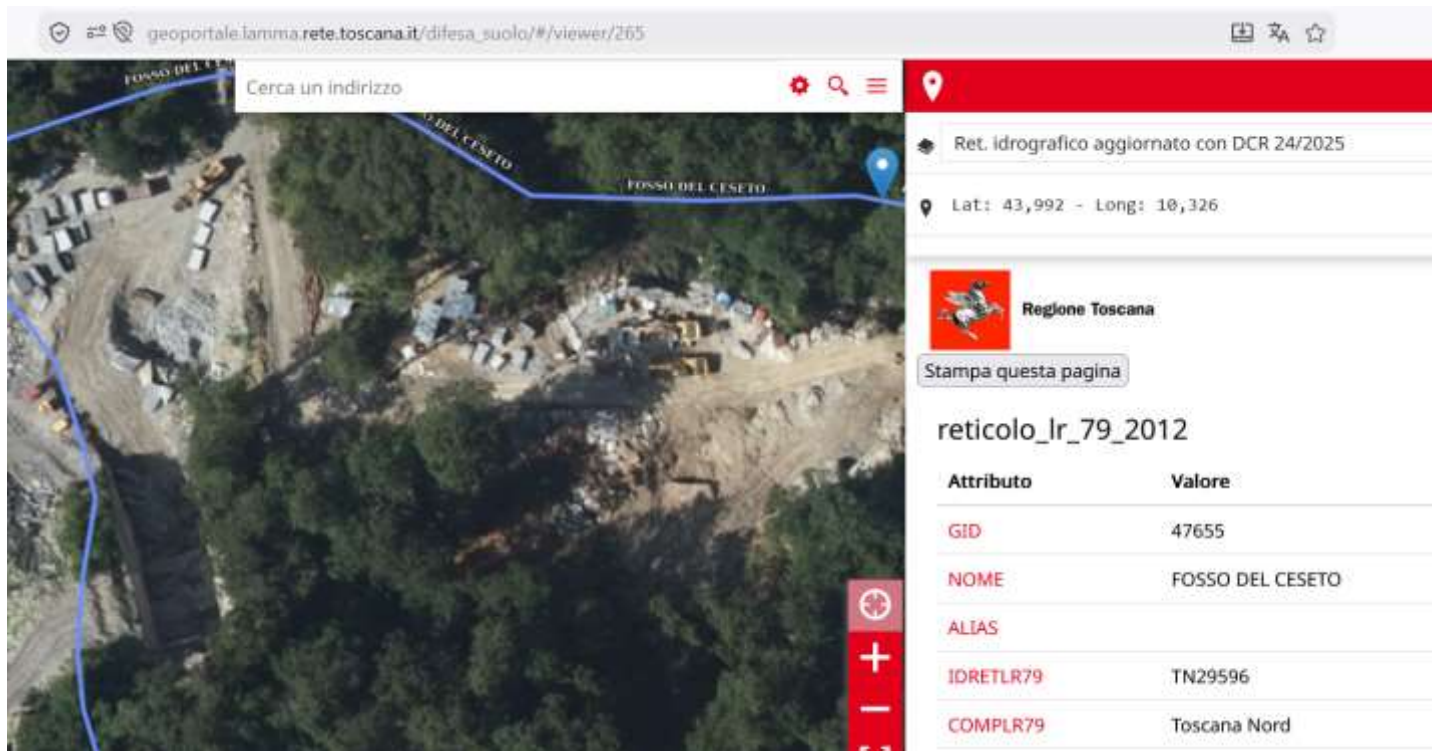 geoportale.lamma.rete.toscana.it/difesa_suolo/#/viewer/265
Cerca un indirizzo
FOSSO DEL
DEL CESETO
FOSSO DEL CESETO
Ret. idrografico aggiornato con DCR 24/2025
Lat: 43,992 - Long: 10,326
Regione Toscana
Stampa questa pagina
reticolo_lr_79_2012
Attributo Valore
GID 47655
NOME FOSSO DEL CESETO
ALIAS
IDRETLR79 TN29596
COMPLR79 Toscana Nord